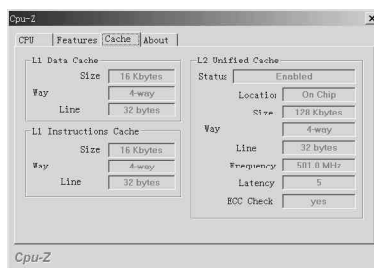 Cpu-Z
CPU Features Cache About
L1 Data Cache
Size 16 Kbytes
Way 4-way
Line 32 bytes
L1 Instructions Cache
Size 16 Kbytes
Way 4-way
Line 32 bytes
L2 Unified Cache
Status Enabled
Locatio On Chip
Size 128 Kbytes
Way 4-way
Line 32 bytes
Frequency 501.0 MHz
Latency 5
ECC Check yes
Cpu-Z